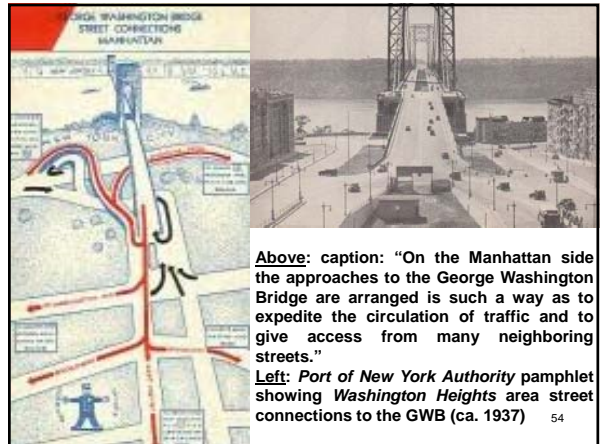 GEORGE WASHINGTON BRIDGE
STREET CONNECTIONS
MANHATTAN
Above: caption: “On the Manhattan side
the approaches to the George Washington
Bridge are arranged is such a way as to
expedite the circulation of traffic and to
give access from many neighboring
streets.”
Left: Port of New York Authority pamphlet
showing Washington Heights area street
connections to the GWB (ca. 1937)
54